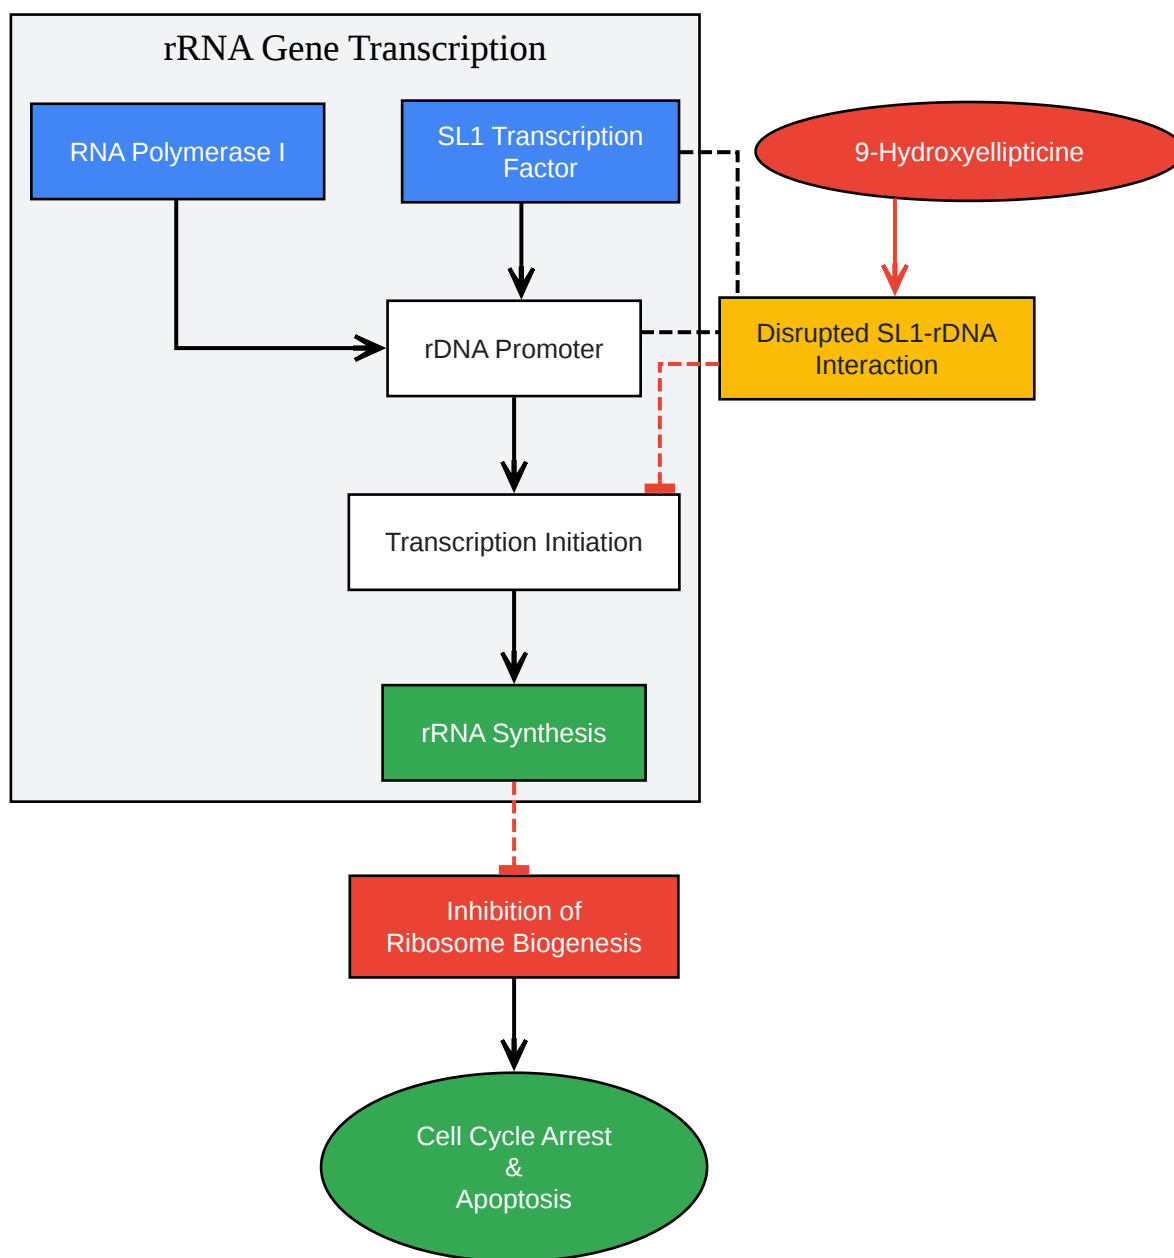 rRNA Gene Transcription
RNA Polymerase I
SL1 Transcription
Factor
9-Hydroxyellipticine
rDNA Promoter
Disrupted SL1-rDNA
Interaction
Transcription Initiation
rRNA Synthesis
Inhibition of
Ribosome Biogenesis
Cell Cycle Arrest
&
Apoptosis